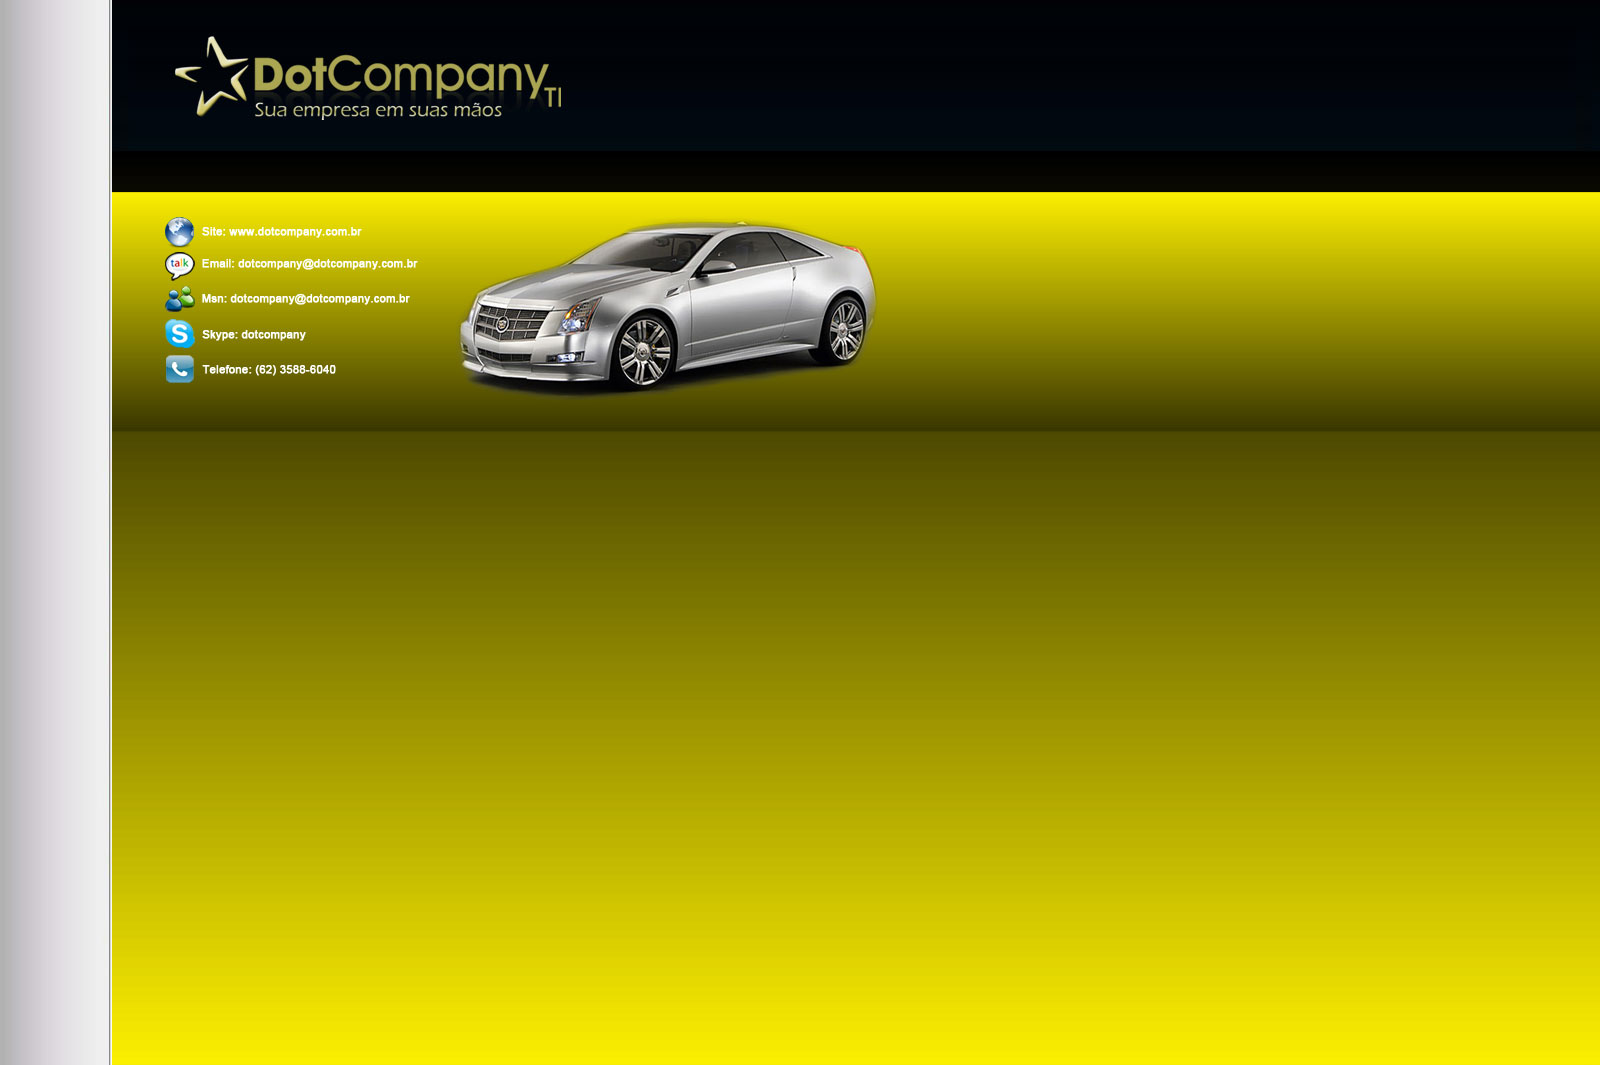 DotCompany TI
Sua empresa em suas mãos
Site: www.dotcompany.com.br
talk
Email: dotcompany@dotcompany.com.br
Msn: dotcompany@dotcompany.com.br
S
Skype: dotcompany
Telefone: (62) 3588-6040